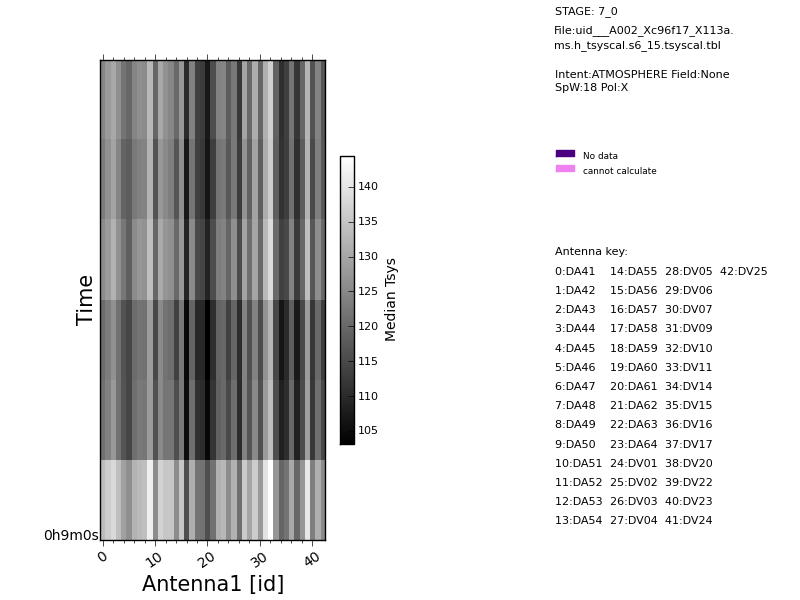 STAGE: 7_0
File:uid___A002_Xc96f17_X113a.
ms.h_tsyscal.s6_15.tsyscal.tbl
Intent:ATMOSPHERE Field:None
SpW:18 Pol:X
No data
cannot calculate
Antenna key:
0:DA41 14:DA55 28:DV05 42:DV25
1:DA42 15:DA56 29:DV06
2:DA43 16:DA57 30:DV07
3:DA44 17:DA58 31:DV09
4:DA45 18:DA59 32:DV10
5:DA46 19:DA60 33:DV11
6:DA47 20:DA61 34:DV14
7:DA48 21:DA62 35:DV15
8:DA49 22:DA63 36:DV16
9:DA50 23:DA64 37:DV17
10:DA51 24:DV01 38:DV20
11:DA52 25:DV02 39:DV22
12:DA53 26:DV03 40:DV23
13:DA54 27:DV04 41:DV24
Time
0h9m0s
0 10 20 30 40
Antenna1 [id]
140
135
130
125
120
115
110
105
Median Tsys